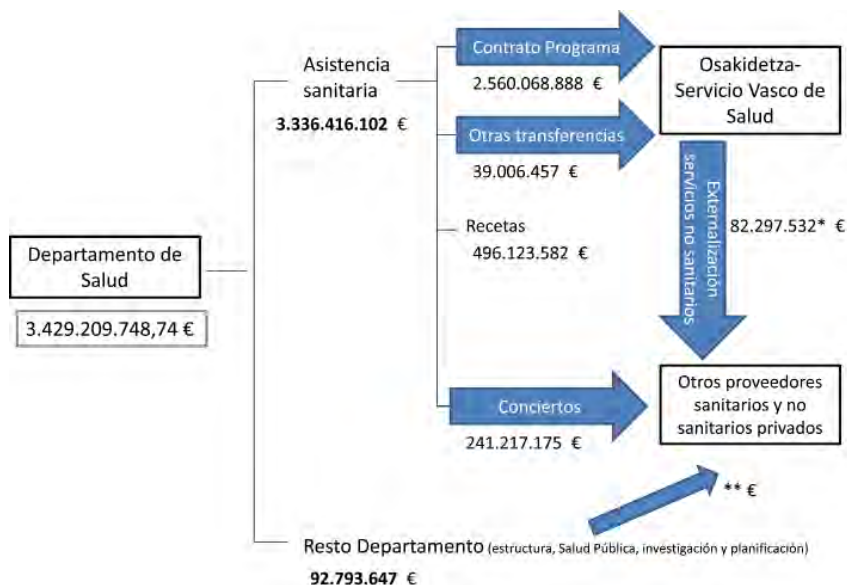 Departamento de
Salud
3.429.209.748,74 €
Asistencia
sanitaria
3.336.416.102 €
Contrato Programa
2.560.068.888 €
Otras transferencias
39.006.457 €
Recetas
496.123.582 €
Conciertos
241.217.175 €
Osakidetza-
Servicio Vasco de
Salud
Externalización
servicios no sanitarios
82.297.532* €
Otros proveedores
sanitarios y no
sanitarios privados
** €
Resto Departamento (estructura, Salud Pública, investigación y planificación)
92.793.647 €